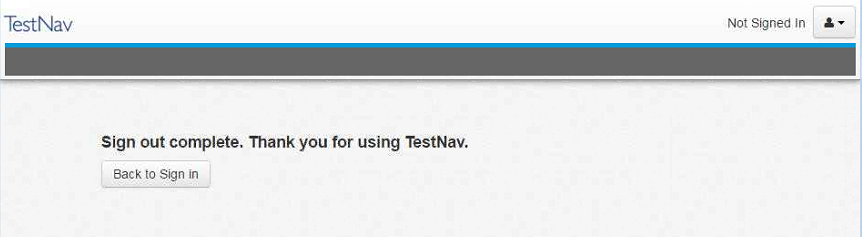 TestNav
Not Signed In
Sign out complete. Thank you for using TestNav.
Back to Sign in